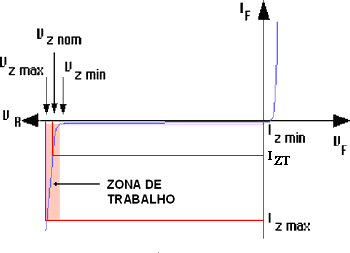 I F
V z nom
V z max
V z min
V R
I z min
V F
I ZT
ZONA DE
TRABALHO
I z max